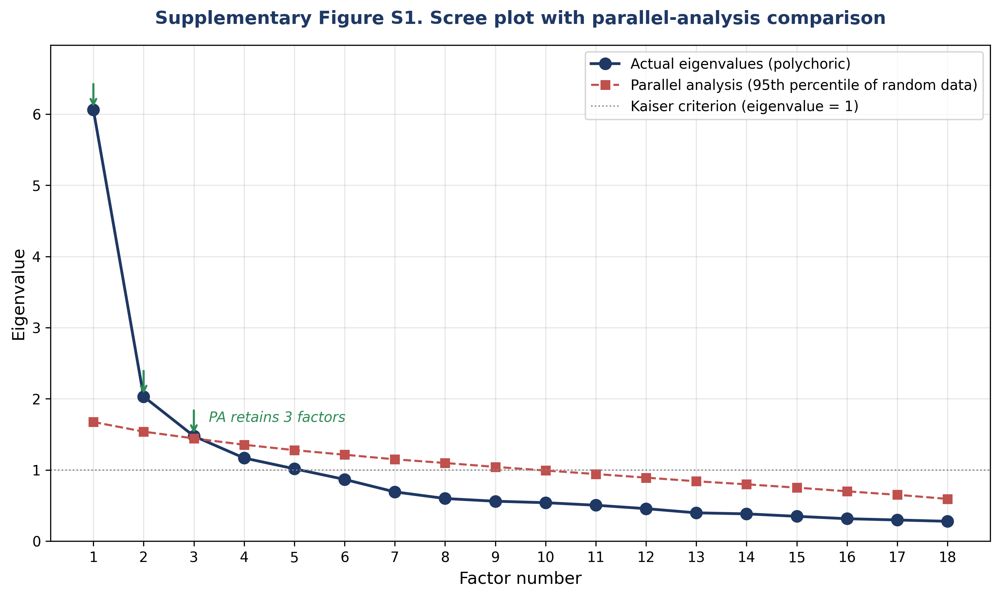 Supplementary Figure S1. Scree plot with parallel-analysis comparison
Actual eigenvalues (polychoric)
Parallel analysis (95th percentile of random data)
Kaiser criterion (eigenvalue = 1)
Eigenvalue
6
5
4
3
2
1
0
PA retains 3 factors
1 2 3 4 5 6 7 8 9 10 11 12 13 14 15 16 17 18
Factor number